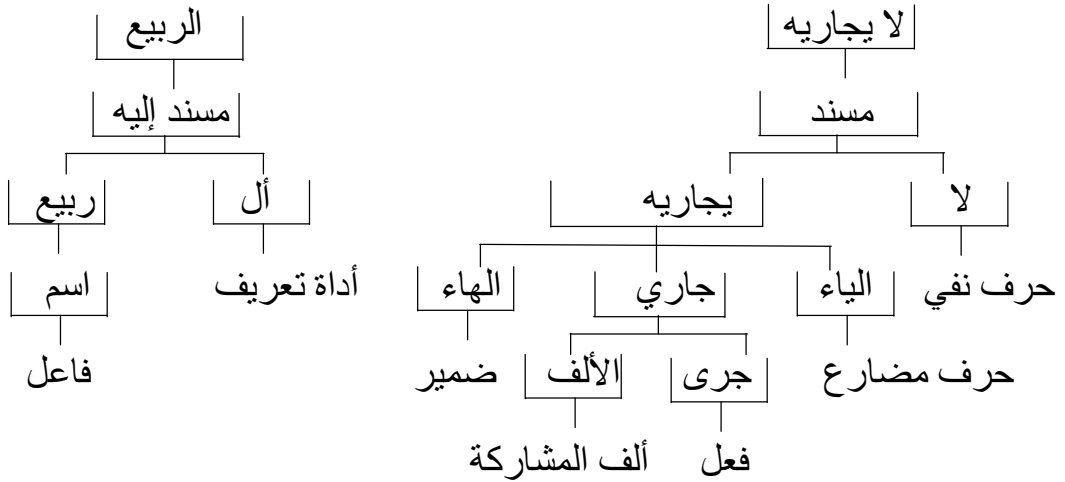 لا يجاريه الربيع
مسند مسند إليه
لا يجاريه أل ربيع
حرف نفي الياء جاري الهاء أداة تعريف اسم
حرف مضارع جرى الألف ضمير فاعل
فعل ألف المشاركة